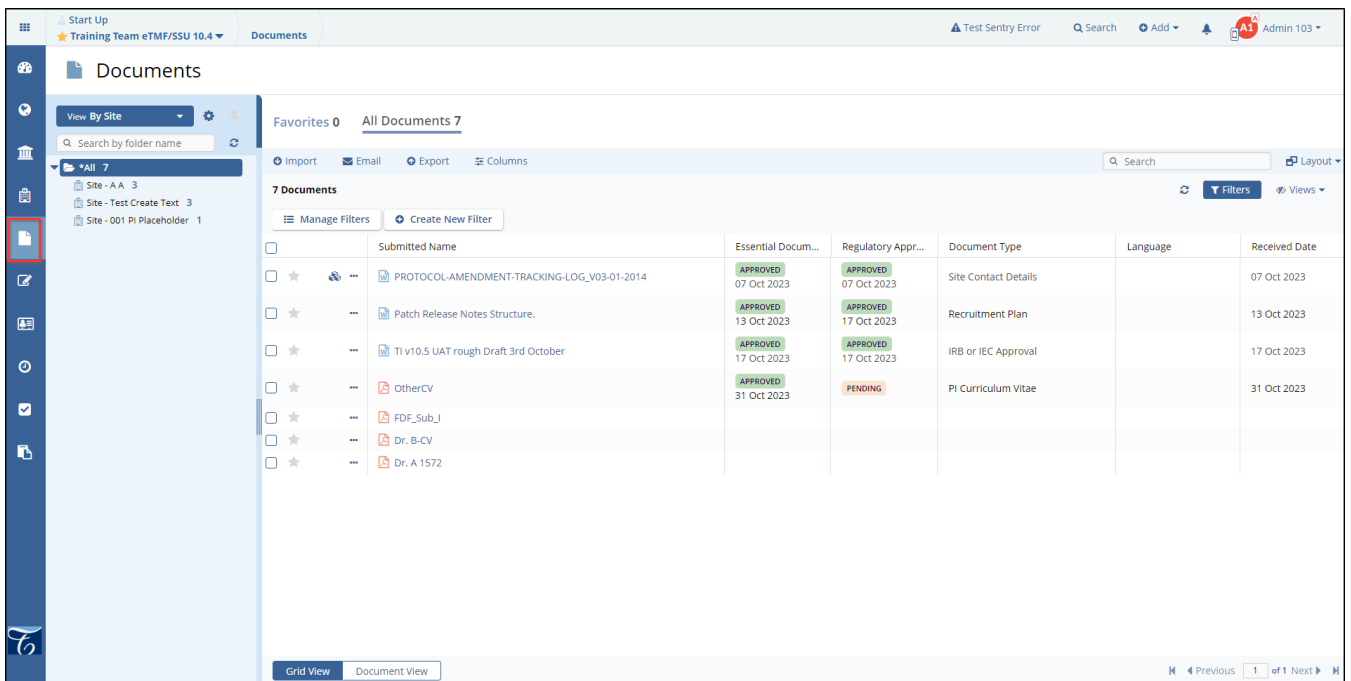 Start Up
Training Team eTMF/SSU 10.4
Documents
Test Sentry Error
Search
Add
A1
A
Admin 103
Documents
View By Site
Search by folder name
*All 7
Site - A A 3
Site - Test Create Text 3
Site - 001 PI Placeholder 1
Favorites 0
All Documents 7
Import
Email
Export
Columns
Search
Layout
7 Documents
Filters
Views
Manage Filters
Create New Filter
Submitted Name Essential Docum... Regulatory Appr... Document Type Language Received Date
PROTOCOL-AMENDMENT-TRACKING-LOG_V03-01-2014 APPROVED 07 Oct 2023 APPROVED 07 Oct 2023 Site Contact Details 07 Oct 2023
Patch Release Notes Structure. APPROVED 13 Oct 2023 APPROVED 17 Oct 2023 Recruitment Plan 13 Oct 2023
TI v10.5 UAT rough Draft 3rd October APPROVED 17 Oct 2023 APPROVED 17 Oct 2023 IRB or IEC Approval 17 Oct 2023
OtherCV APPROVED 31 Oct 2023 PENDING PI Curriculum Vitae 31 Oct 2023
FDF_Sub_I
Dr. B-CV
Dr. A 1572
Grid View
Document View
Previous 1 of 1 Next